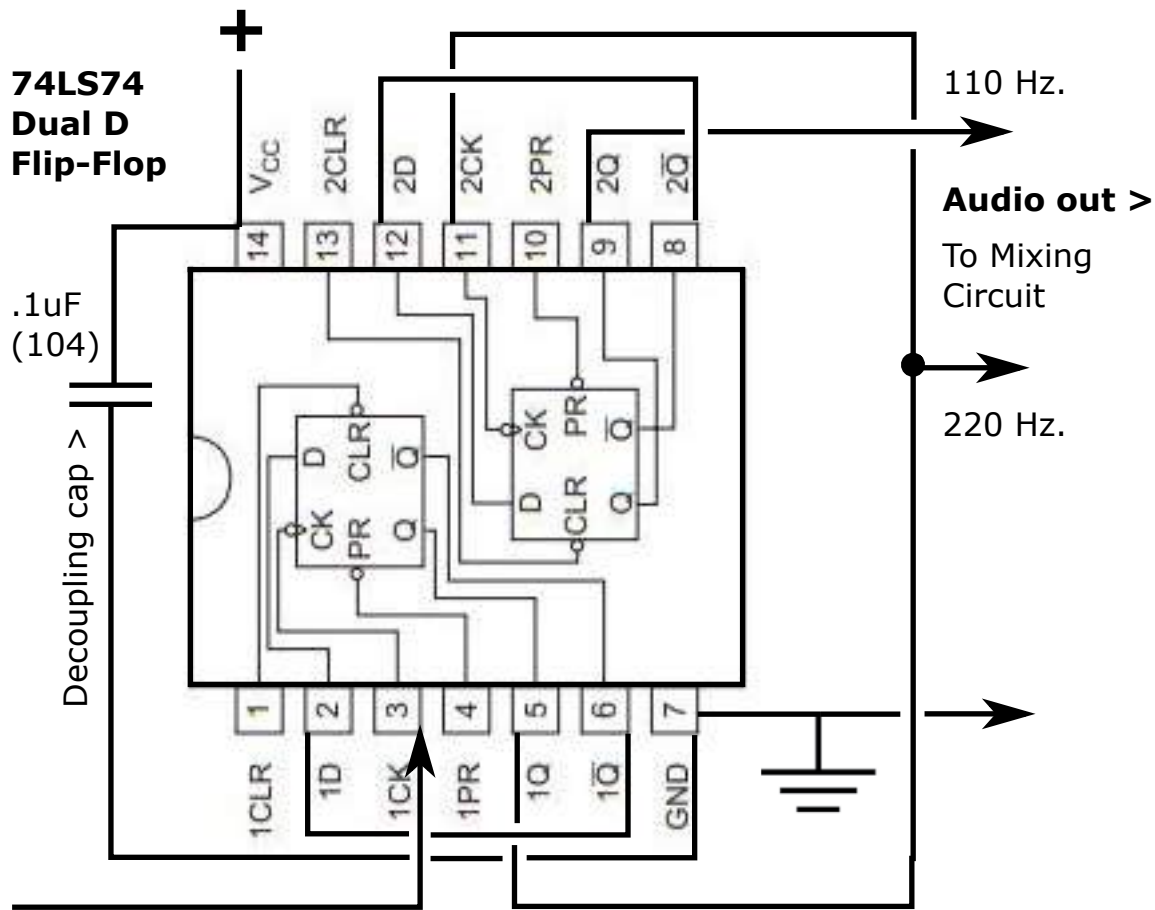 +
74LS74
Dual D
Flip-Flop
VCC
2CLR
2D
2CK
2PR
2Q
2Q̅
14
13
12
11
10
9
8
110 Hz.
Audio out >
To Mixing
Circuit
220 Hz.
.1uF
(104)
Decoupling cap >
D
CLR
Q̅
CK
PR
Q
CK
PR
Q̅
D
CLR
Q
1
2
3
4
5
6
7
1CLR
1D
1CK
1PR
1Q
1Q̅
GND